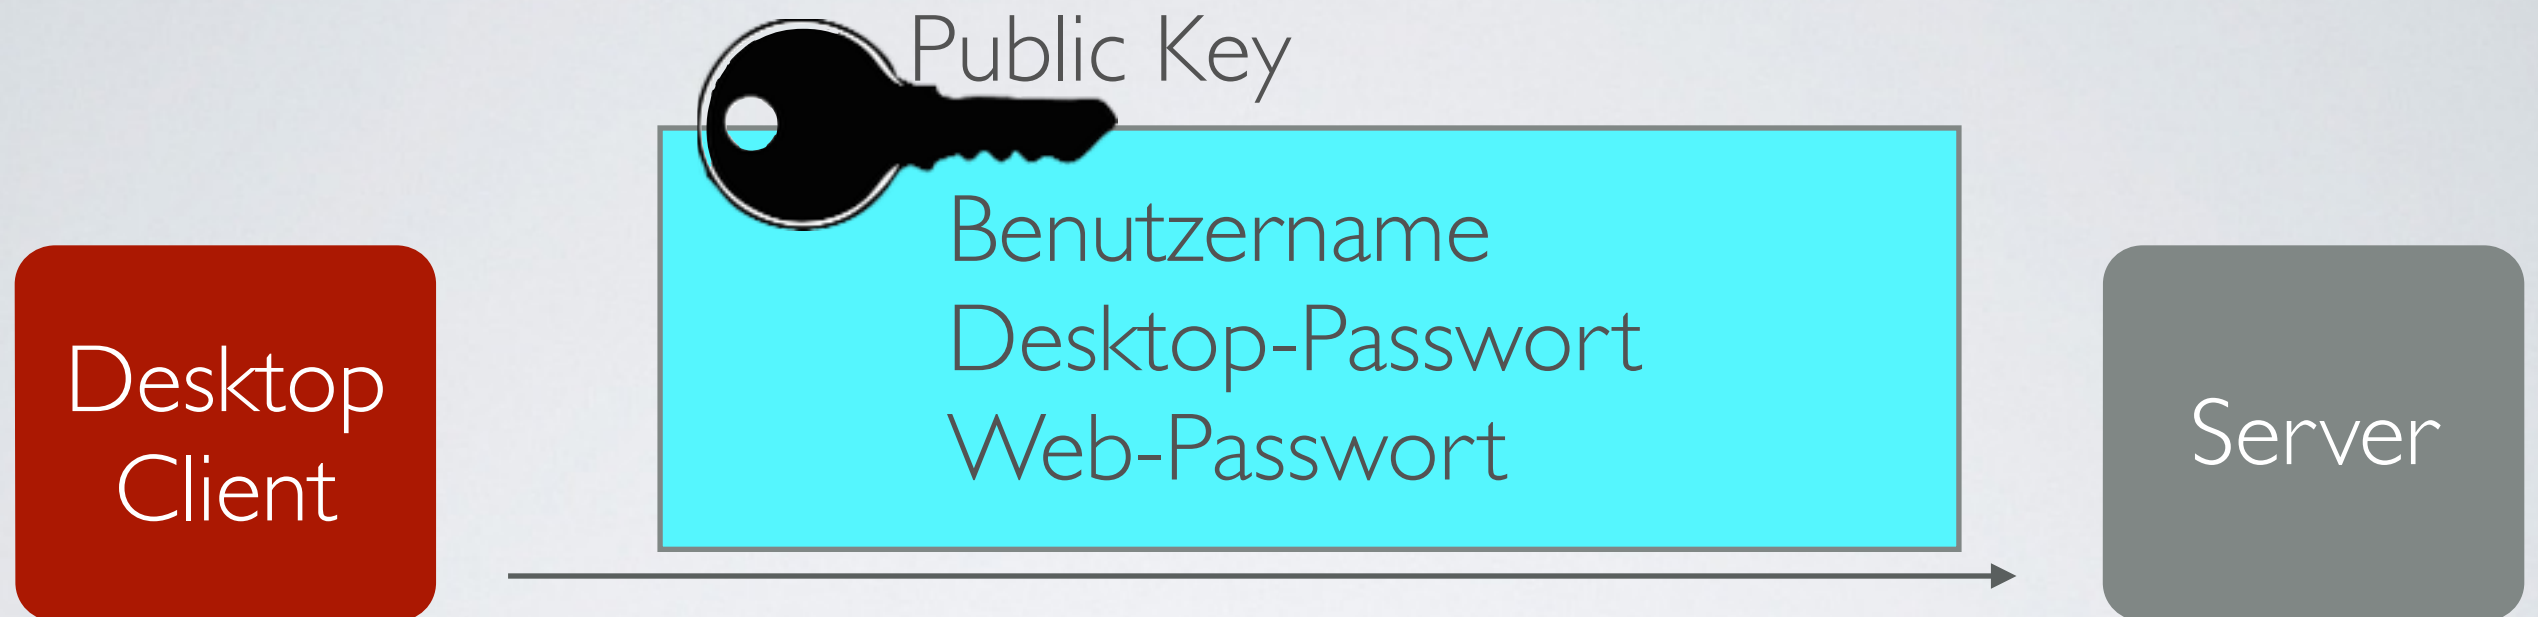 Public Key
Benutzername
Desktop-Passwort
Web-Passwort
Desktop
Client
Server